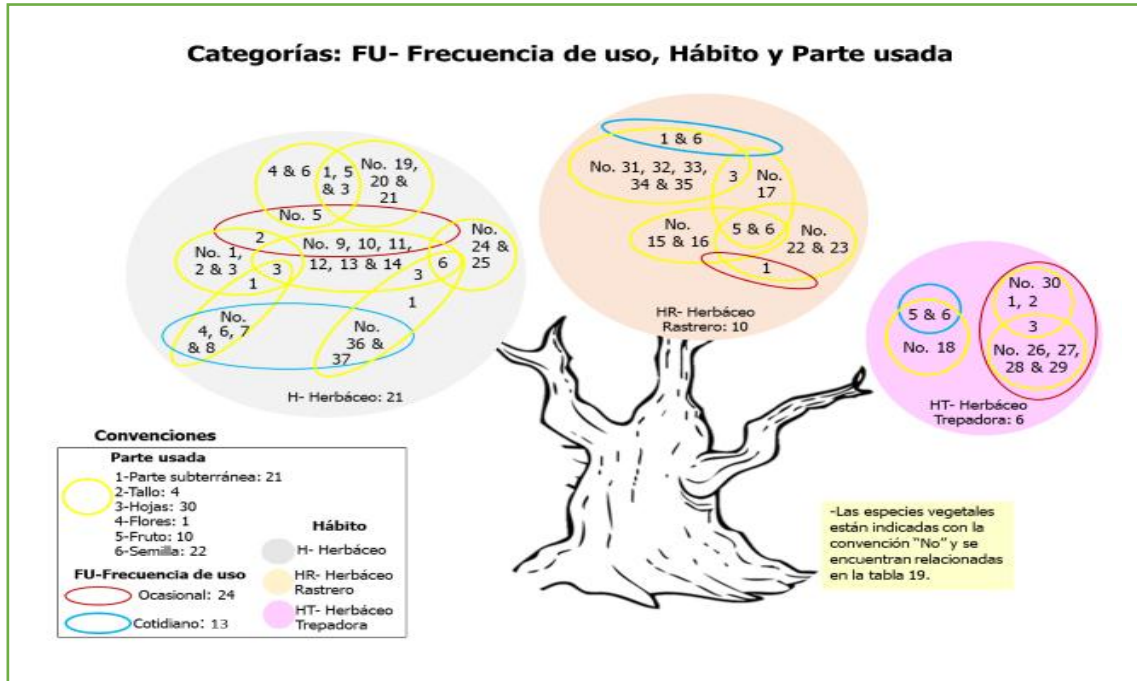 Categorías: FU- Frecuencia de uso, Hábito y Parte usada
4 & 6
1, 5
& 3
No. 19,
20 &
21
No. 5
2
No. 1,
2 & 3
3
1
No. 9, 10, 11,
12, 13 & 14
3
6
1
No.
24 &
25
No.
4, 6, 7
& 8
No.
36 &
37
H- Herbáceo: 21
1 & 6
No. 31, 32, 33,
34 & 35
3
No.
17
No.
15 & 16
5 & 6
No.
22 & 23
1
HR- Herbáceo
Rastrero: 10
5 & 6
No. 18
No. 30
1, 2
3
No. 26, 27,
28 & 29
HT- Herbáceo
Trepadora: 6
Convenciones
Parte usada
1-Parte subterránea: 21
2-Tallo: 4
3-Hojas: 30
4-Flores: 1
5-Fruto: 10
6-Semilla: 22
FU-Frecuencia de uso
Ocasional: 24
Cotidiano: 13
Hábito
H- Herbáceo
HR- Herbáceo
Rastrero
HT- Herbáceo
Trepadora
-Las especies vegetales
están indicadas con la
convención "No" y se
encuentran relacionadas
en la tabla 19.